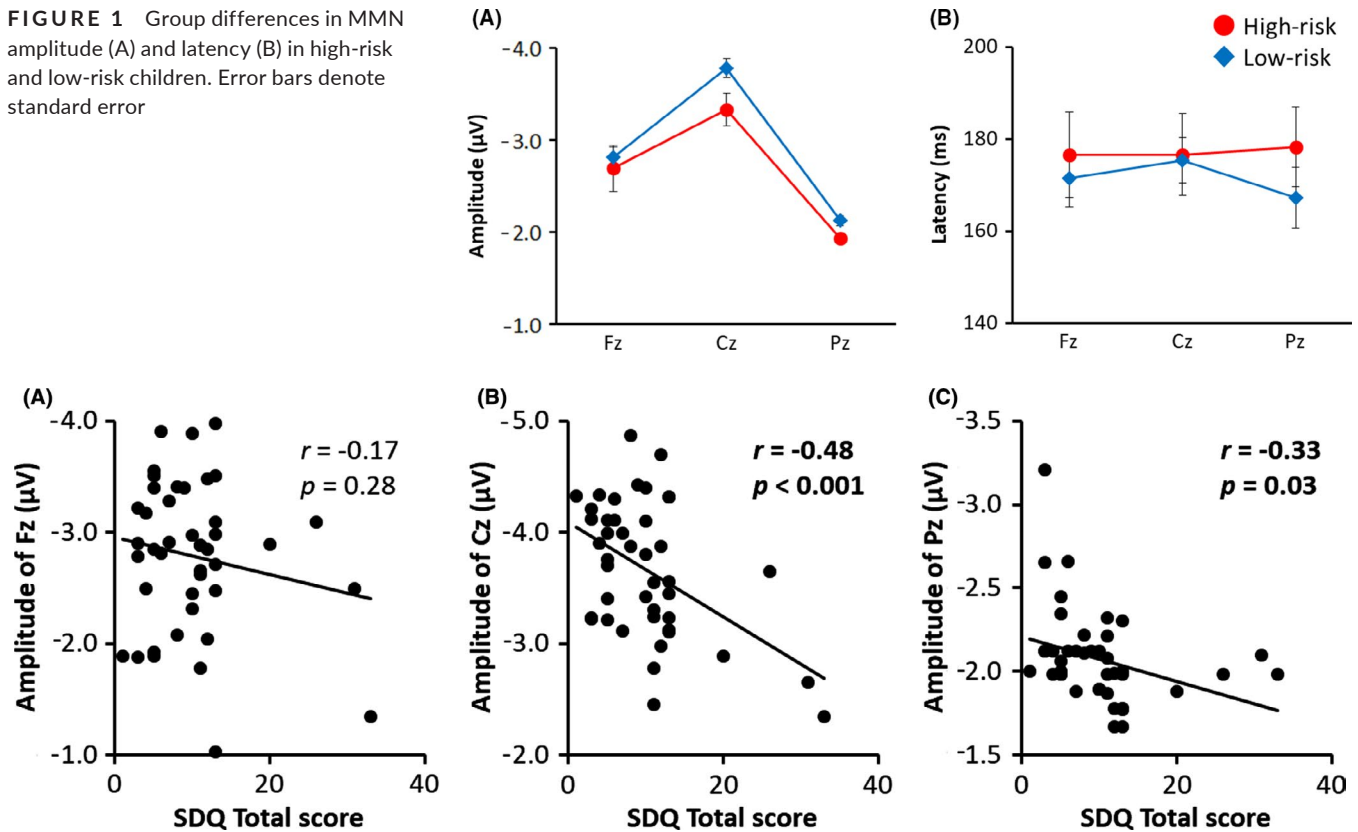 FIGURE 1 Group differences in MMN
amplitude (A) and latency (B) in high-risk
and low-risk children. Error bars denote
standard error
(A)
-4.0
-3.0
-2.0
-1.0
Amplitude (µV)
Fz Cz Pz
(B)
High-risk
Low-risk
200
180
160
140
Latency (ms)
Fz Cz Pz
(A)
-4.0
-3.0
-2.0
-1.0
Amplitude of Fz (µV)
r = -0.17
p = 0.28
0 20 40
SDQ Total score
(B)
-5.0
-4.0
-3.0
-2.0
Amplitude of Cz (µV)
r = -0.48
p < 0.001
0 20 40
SDQ Total score
(C)
-3.5
-3.0
-2.5
-2.0
-1.5
Amplitude of Pz (µV)
r = -0.33
p = 0.03
0 20 40
SDQ Total score